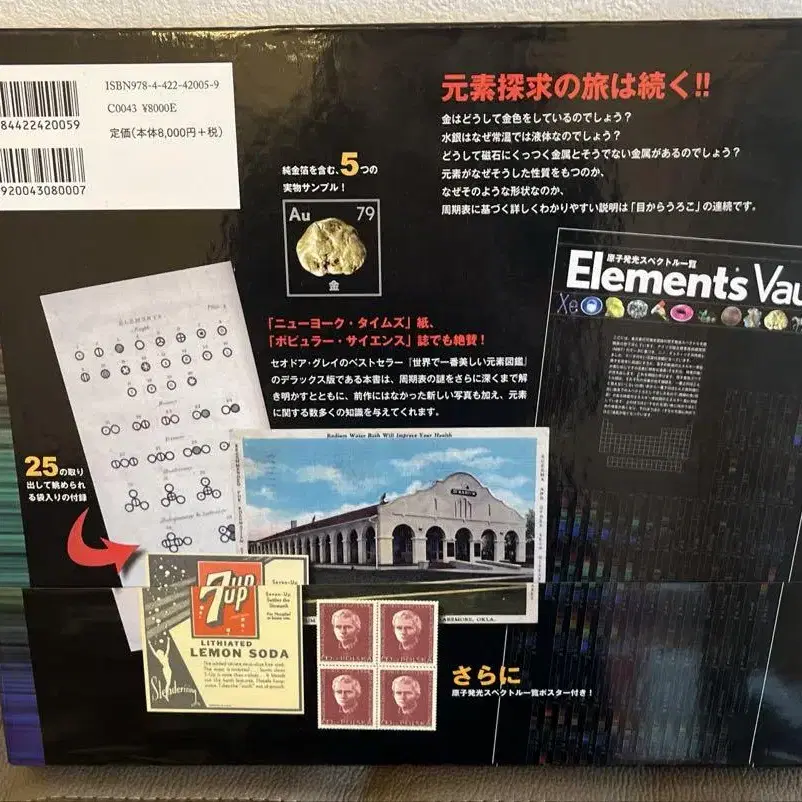 ISBN978-4-422-42005-9
C0043 ¥8000E
84422420059
定価(本体8,000円+税)
920043080007
元素探求の旅は続く!!
金はどうして金色をしているのでしょう?
水銀はなぜ常温では液体なのでしょう?
どうして磁石にくっつく金属とそうでない金属があるのでしょう?
元素がなぜそうした性質をもつのか、
なぜそのような形状なのか、
周期表に基づく詳しくわかりやすい説明は「目からうろこ」の連続です。
純金箔を含む、5つの
実物サンプル!
Au 79
金
「ニューヨーク・タイムズ」紙、
「ポピュラー・サイエンス」誌でも絶賛!
セオドア・グレイのベストセラー『世界で一番美しい元素図鑑』
のデラックス版である本書は、周期表の謎をさらに深くまで解
き明かすとともに、前作にはなかった新しい写真も加え、元素
に関する数多くの知識を与えてくれます。
原子発光スペクトル一覧
Elements Vau
Xe
ELEMENTS
25の取り
出して眺められ
る袋入りの付録
Radium Water Bath Will Improve Your Health
7up
LITHIATED
LEMON SODA
Slenderizing
Seven-Up
Settles the
Stomach
POLSKA
さらに
原子発光スペクトル一覧ポスター付き!